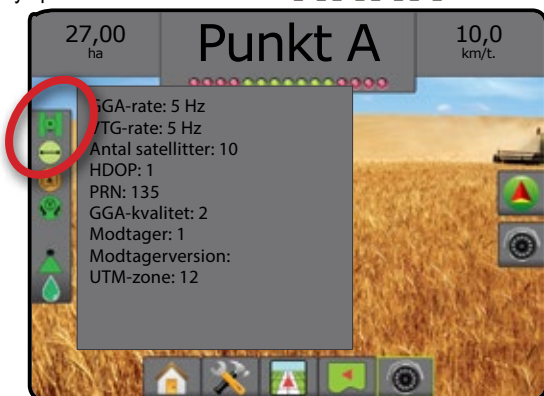 27,00
ha
Punkt A
10,0
km/t.
GGA-rate: 5 Hz
VTG-rate: 5 Hz
Antal satellitter: 10
HDOP: 1
PRN: 135
GGA-kvalitet: 2
Modtager: 1
Modtagerversion:
UTM-zone: 12